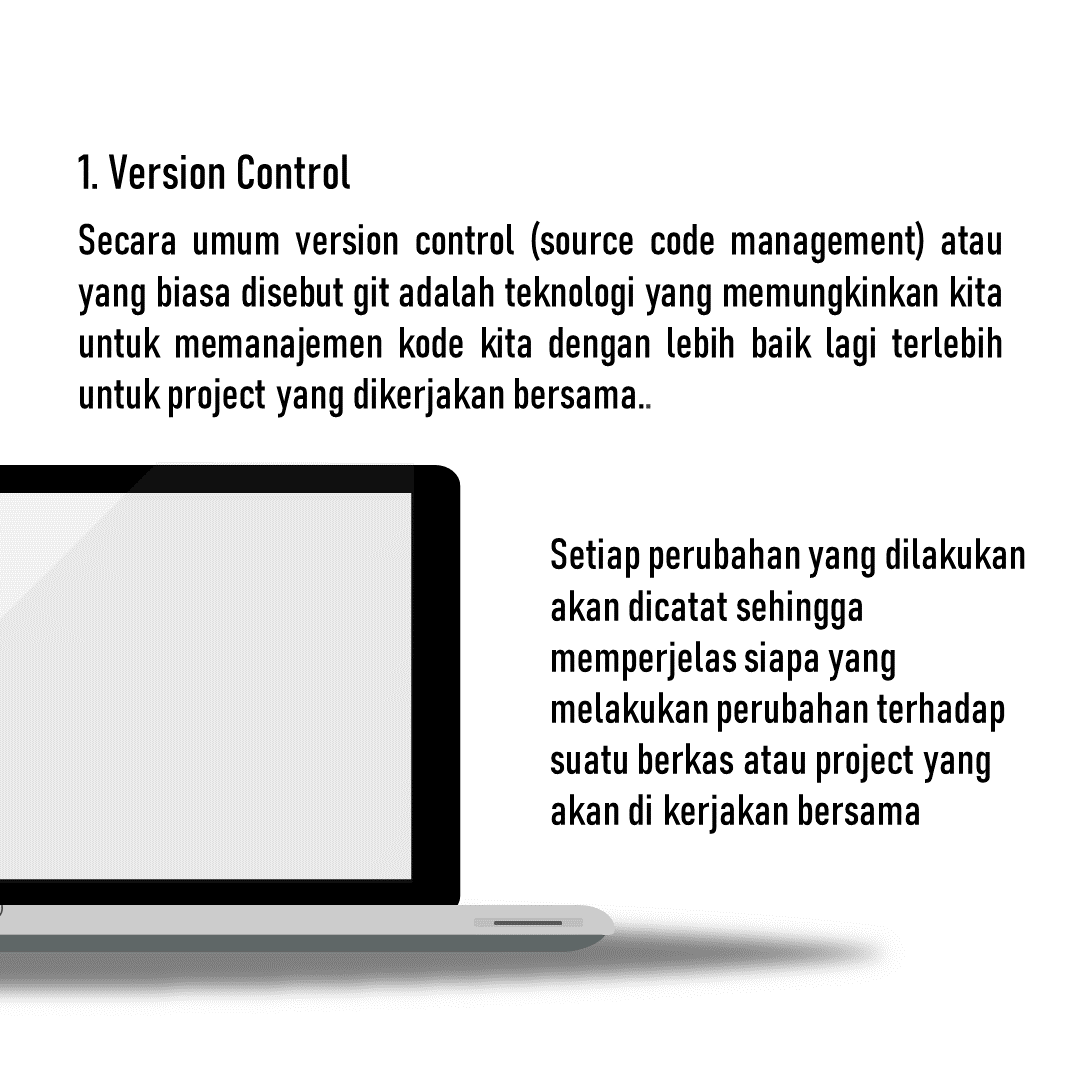 1. Version Control
Secara umum version control (source code management) atau
yang biasa disebut git adalah teknologi yang memungkinkan kita
untuk memanajemen kode kita dengan lebih baik lagi terlebih
untuk project yang dikerjakan bersama..
Setiap perubahan yang dilakukan
akan dicatat sehingga
memperjelas siapa yang
melakukan perubahan terhadap
suatu berkas atau project yang
akan di kerjakan bersama